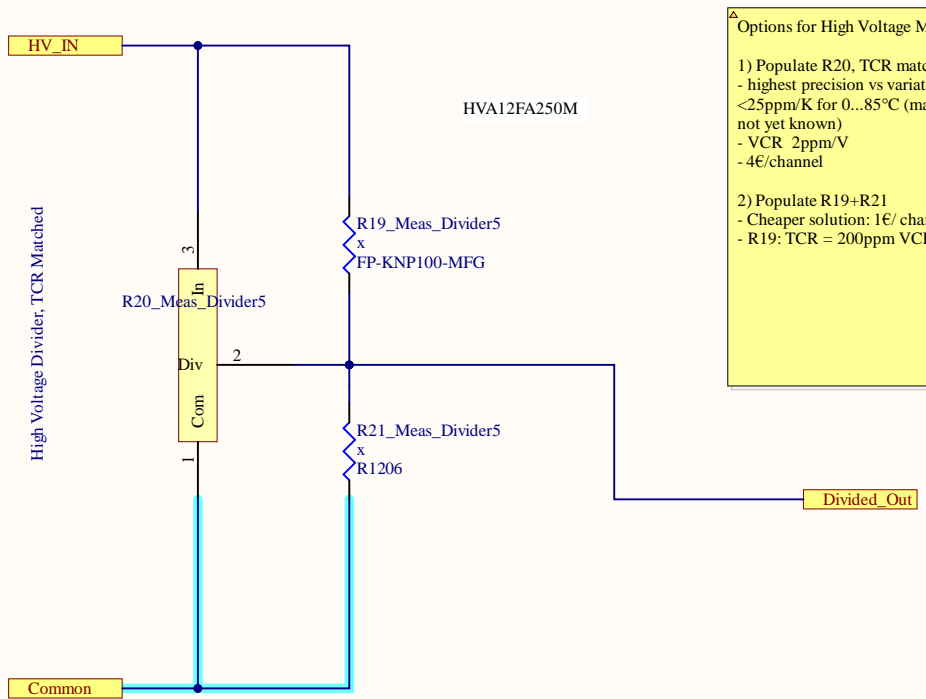 HV_IN
HVA12FA250M
Options for High Voltage M
1) Populate R20, TCR matc
- highest precision vs variat
<25ppm/K for 0...85°C (ma
not yet known)
- VCR 2ppm/V
- 4€/channel
2) Populate R19+R21
- Cheaper solution: 1€/ cha
- R19: TCR = 200ppm VC
High Voltage Divider, TCR Matched
R19_Meas_Divider5
x
FP-KNP100-MFG
3
In
R20_Meas_Divider5
Div
2
Com
1
R21_Meas_Divider5
x
R1206
Divided_Out
Common